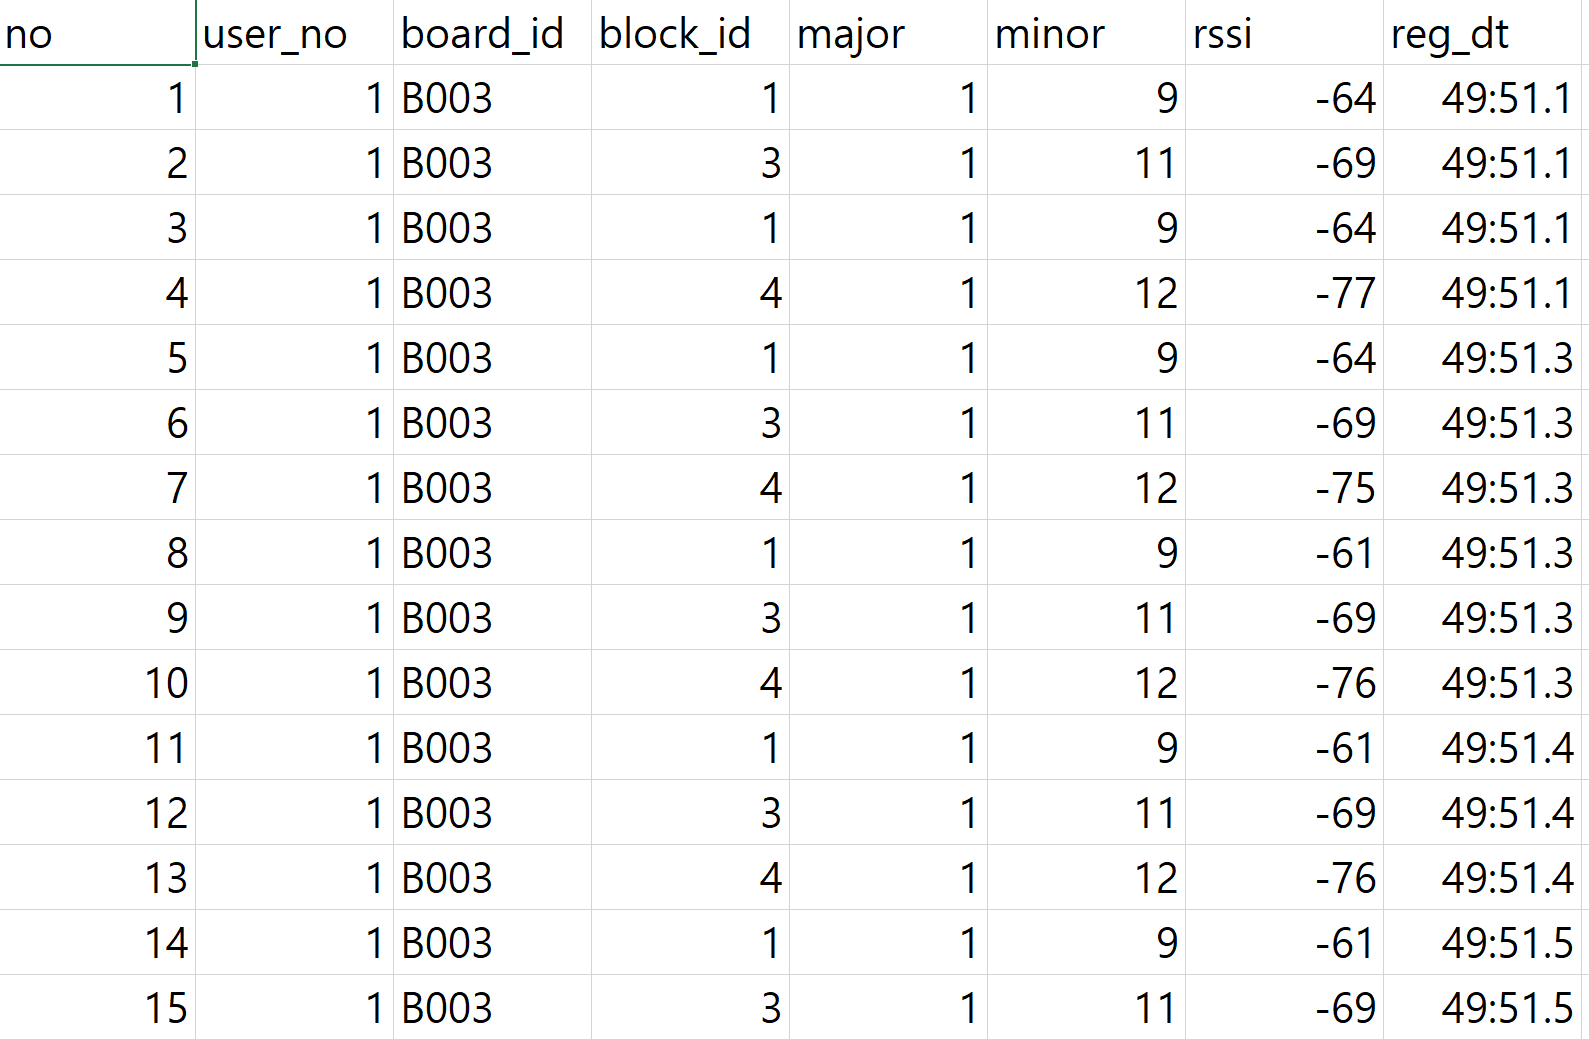 no user_no board_id block_id major minor rssi reg_dt
1 1 B003 1 1 9 -64 49:51.1
2 1 B003 3 1 11 -69 49:51.1
3 1 B003 1 1 9 -64 49:51.1
4 1 B003 4 1 12 -77 49:51.1
5 1 B003 1 1 9 -64 49:51.3
6 1 B003 3 1 11 -69 49:51.3
7 1 B003 4 1 12 -75 49:51.3
8 1 B003 1 1 9 -61 49:51.3
9 1 B003 3 1 11 -69 49:51.3
10 1 B003 4 1 12 -76 49:51.3
11 1 B003 1 1 9 -61 49:51.4
12 1 B003 3 1 11 -69 49:51.4
13 1 B003 4 1 12 -76 49:51.4
14 1 B003 1 1 9 -61 49:51.5
15 1 B003 3 1 11 -69 49:51.5